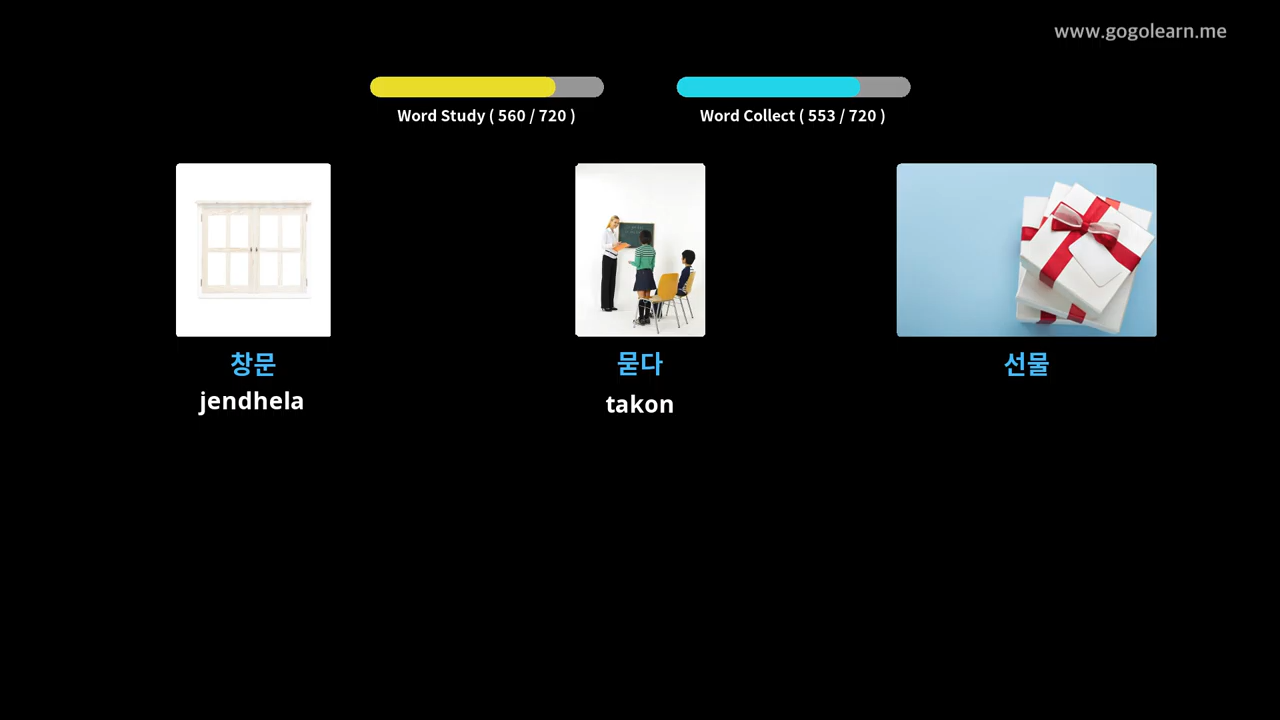 www.gogolearn.me
Word Study ( 560 / 720 )
Word Collect ( 553 / 720 )
창문
jendhela
묻다
takon
선물